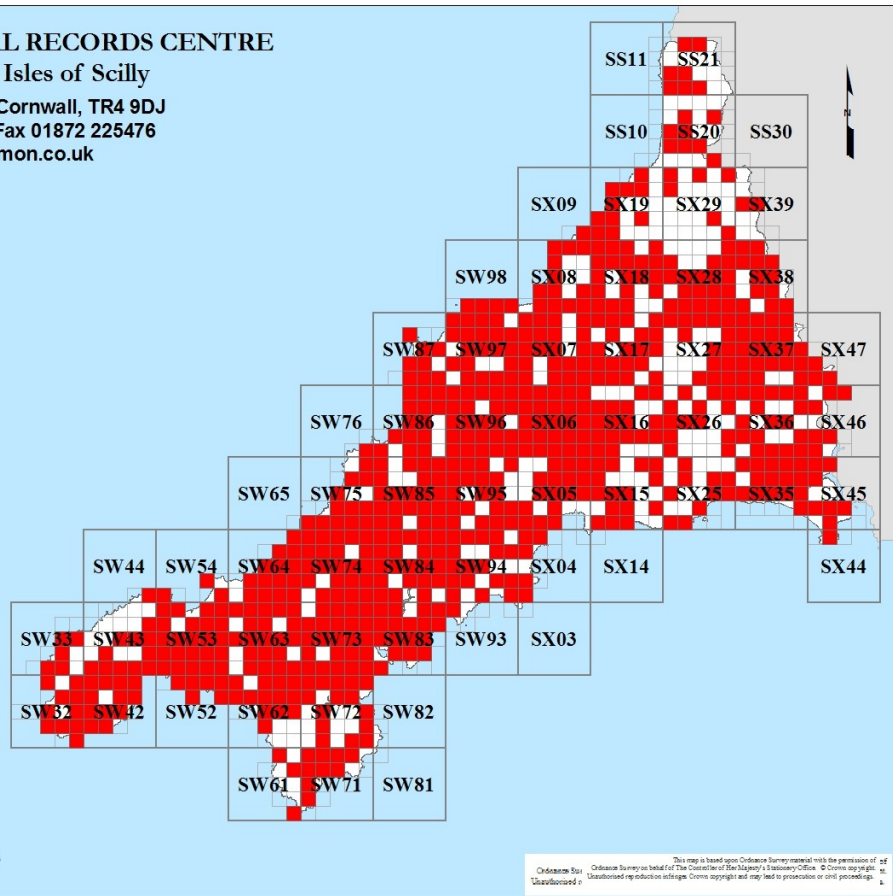 L RECORDS CENTRE
Isles of Scilly
Cornwall, TR4 9DJ
Fax 01872 225476
mon.co.uk
N
SS11 SS21
SS10 SS20 SS30
SX09 SX19 SX29 SX39
SW98 SX08 SX18 SX28 SX38
SW87 SW97 SX07 SX17 SX27 SX37 SX47
SW76 SW86 SW96 SX06 SX16 SX26 SX36 SX46
SW65 SW75 SW85 SW95 SX05 SX15 SX25 SX35 SX45
SW44 SW54 SW64 SW74 SW84 SW94 SX04 SX14 SX44
SW33 SW43 SW53 SW63 SW73 SW83 SW93 SX03
SW32 SW42 SW52 SW62 SW72 SW82
SW61 SW71 SW81
This map is based upon Ordnance Survey material with the permission of
Ordnance Survey on behalf of The Controller of Her Majesty's Stationery Office. © Crown copyright.
Unauthorised reproduction infringes Crown copyright and may lead to prosecution or civil proceedings.